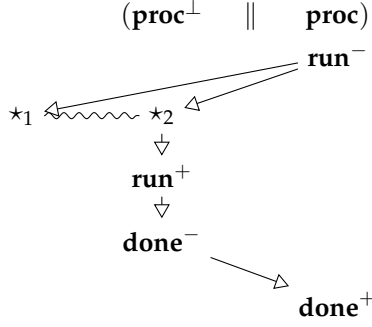 (proc⊥ ∥ proc)
run−
⋆1 ⋆2
run+
done−
done+